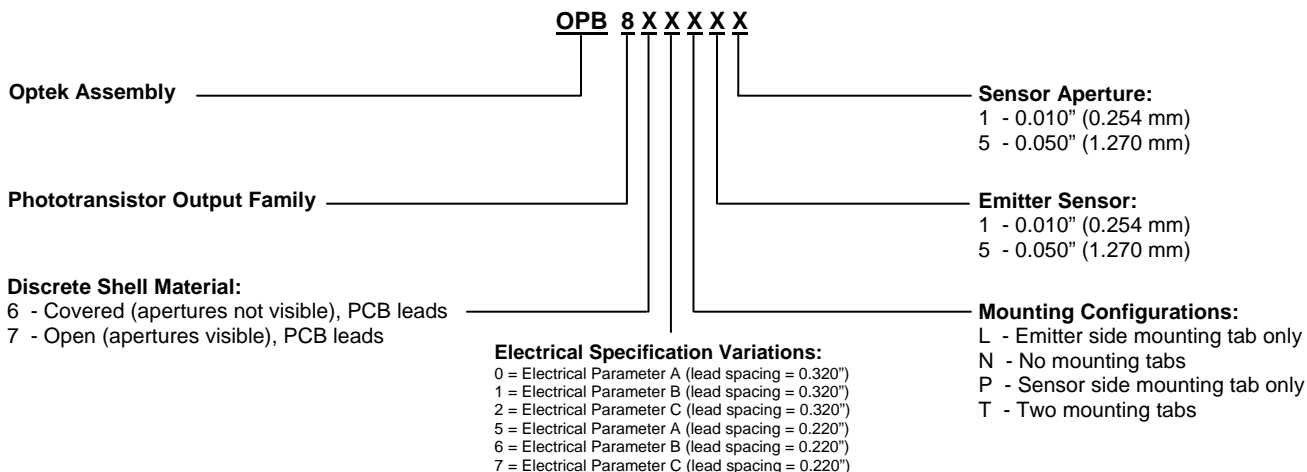 OPB 8 X X X X X
Optek Assembly
Phototransistor Output Family
Discrete Shell Material:
6 - Covered (apertures not visible), PCB leads
7 - Open (apertures visible), PCB leads
Electrical Specification Variations:
0 = Electrical Parameter A (lead spacing = 0.320”)
1 = Electrical Parameter B (lead spacing = 0.320”)
2 = Electrical Parameter C (lead spacing = 0.320”)
5 = Electrical Parameter A (lead spacing = 0.220”)
6 = Electrical Parameter B (lead spacing = 0.220”)
7 = Electrical Parameter C (lead spacing = 0.220”)
Sensor Aperture:
1 - 0.010” (0.254 mm)
5 - 0.050” (1.270 mm)
Emitter Sensor:
1 - 0.010” (0.254 mm)
5 - 0.050” (1.270 mm)
Mounting Configurations:
L - Emitter side mounting tab only
N - No mounting tabs
P - Sensor side mounting tab only
T - Two mounting tabs